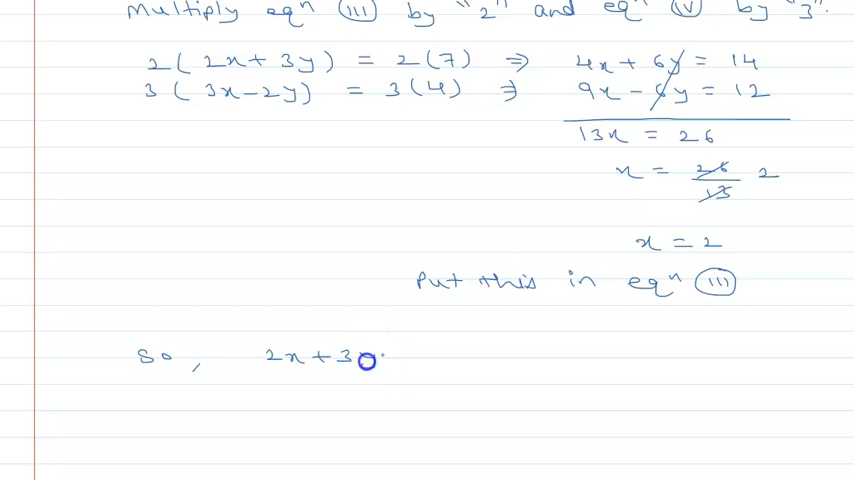 Multiply eqⁿ (III) by "2" and eqⁿ (IV) by "3".
2 ( 2x + 3y ) = 2 ( 7 ) ⇒ 4x + 6y = 14
3 ( 3x - 2y ) = 3 ( 4 ) ⇒ 9x - 6y = 12
13x = 26
x = 26/13 2
x = 2
Put this in eqⁿ (III)
So, 2x + 3